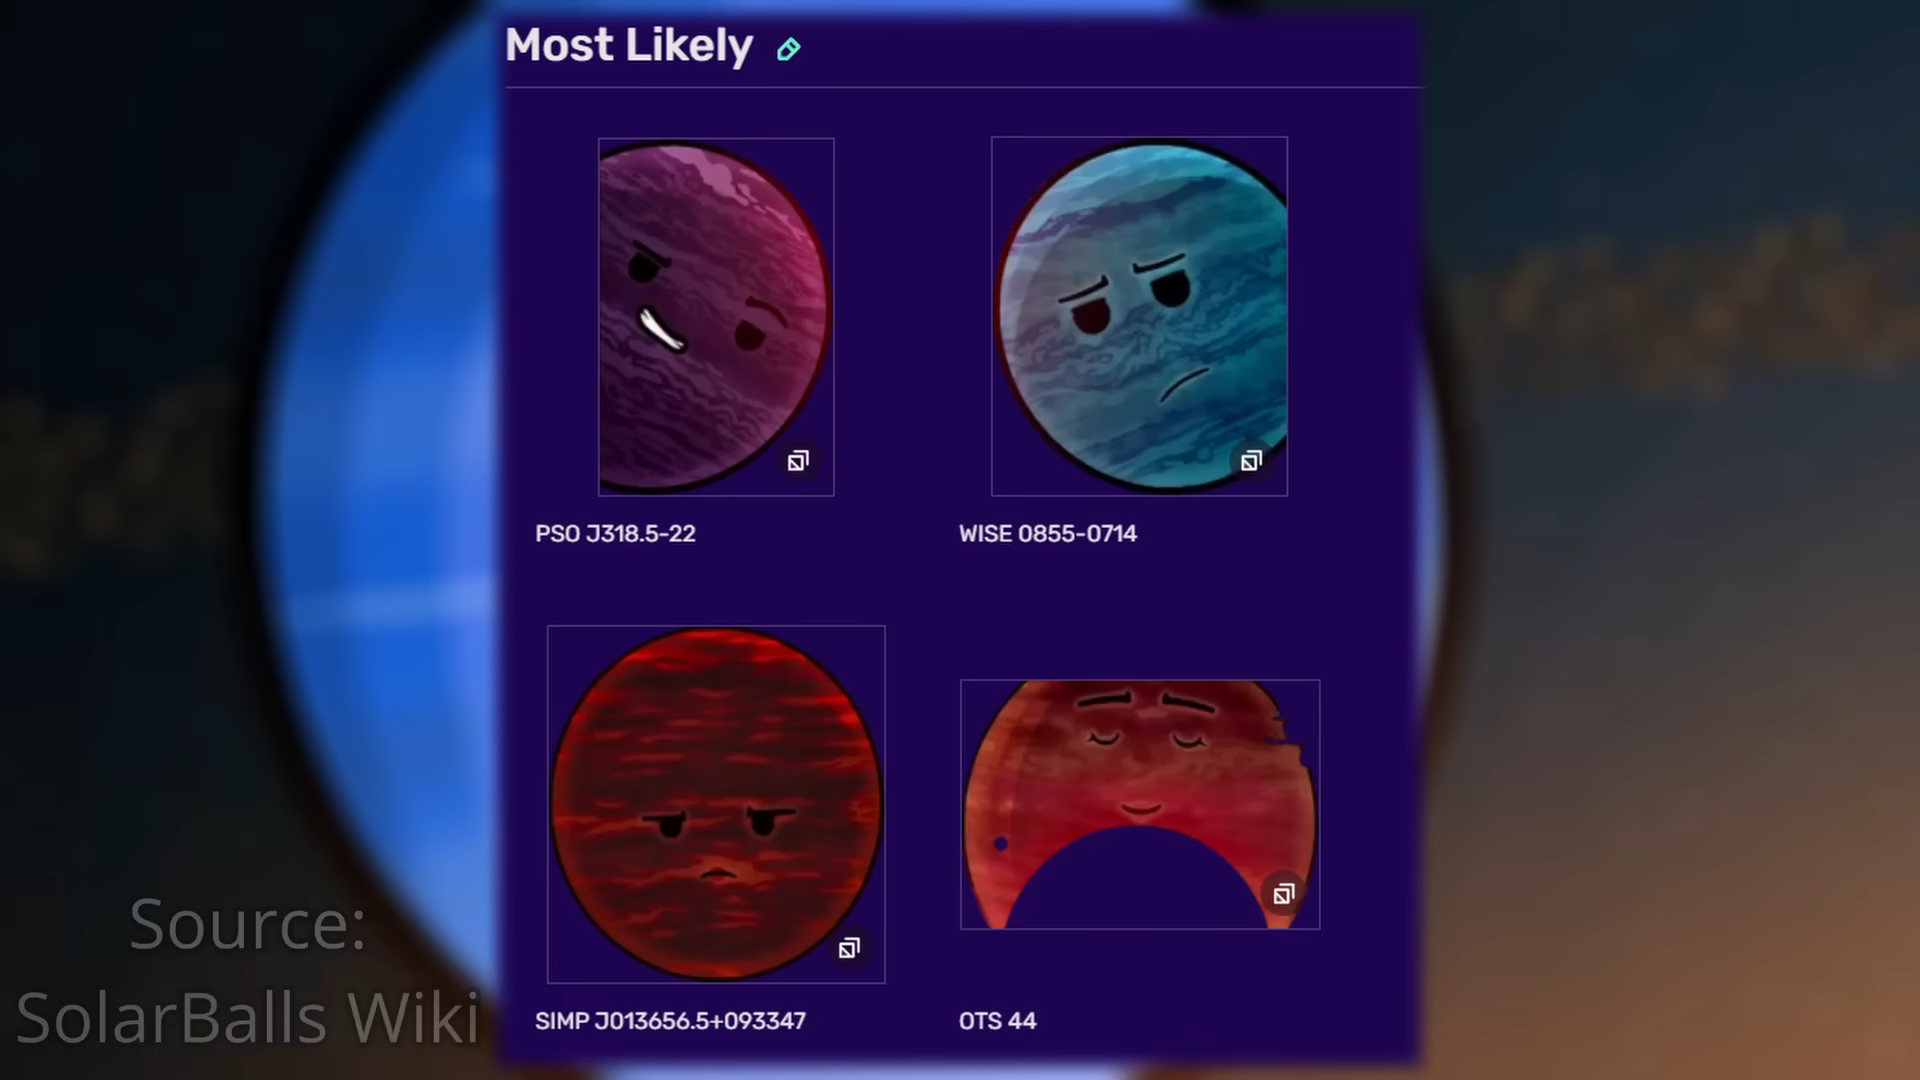 Most Likely
PSO J318.5-22
WISE 0855-0714
SIMP J013656.5+093347
OTS 44
Source:
SolarBalls Wiki